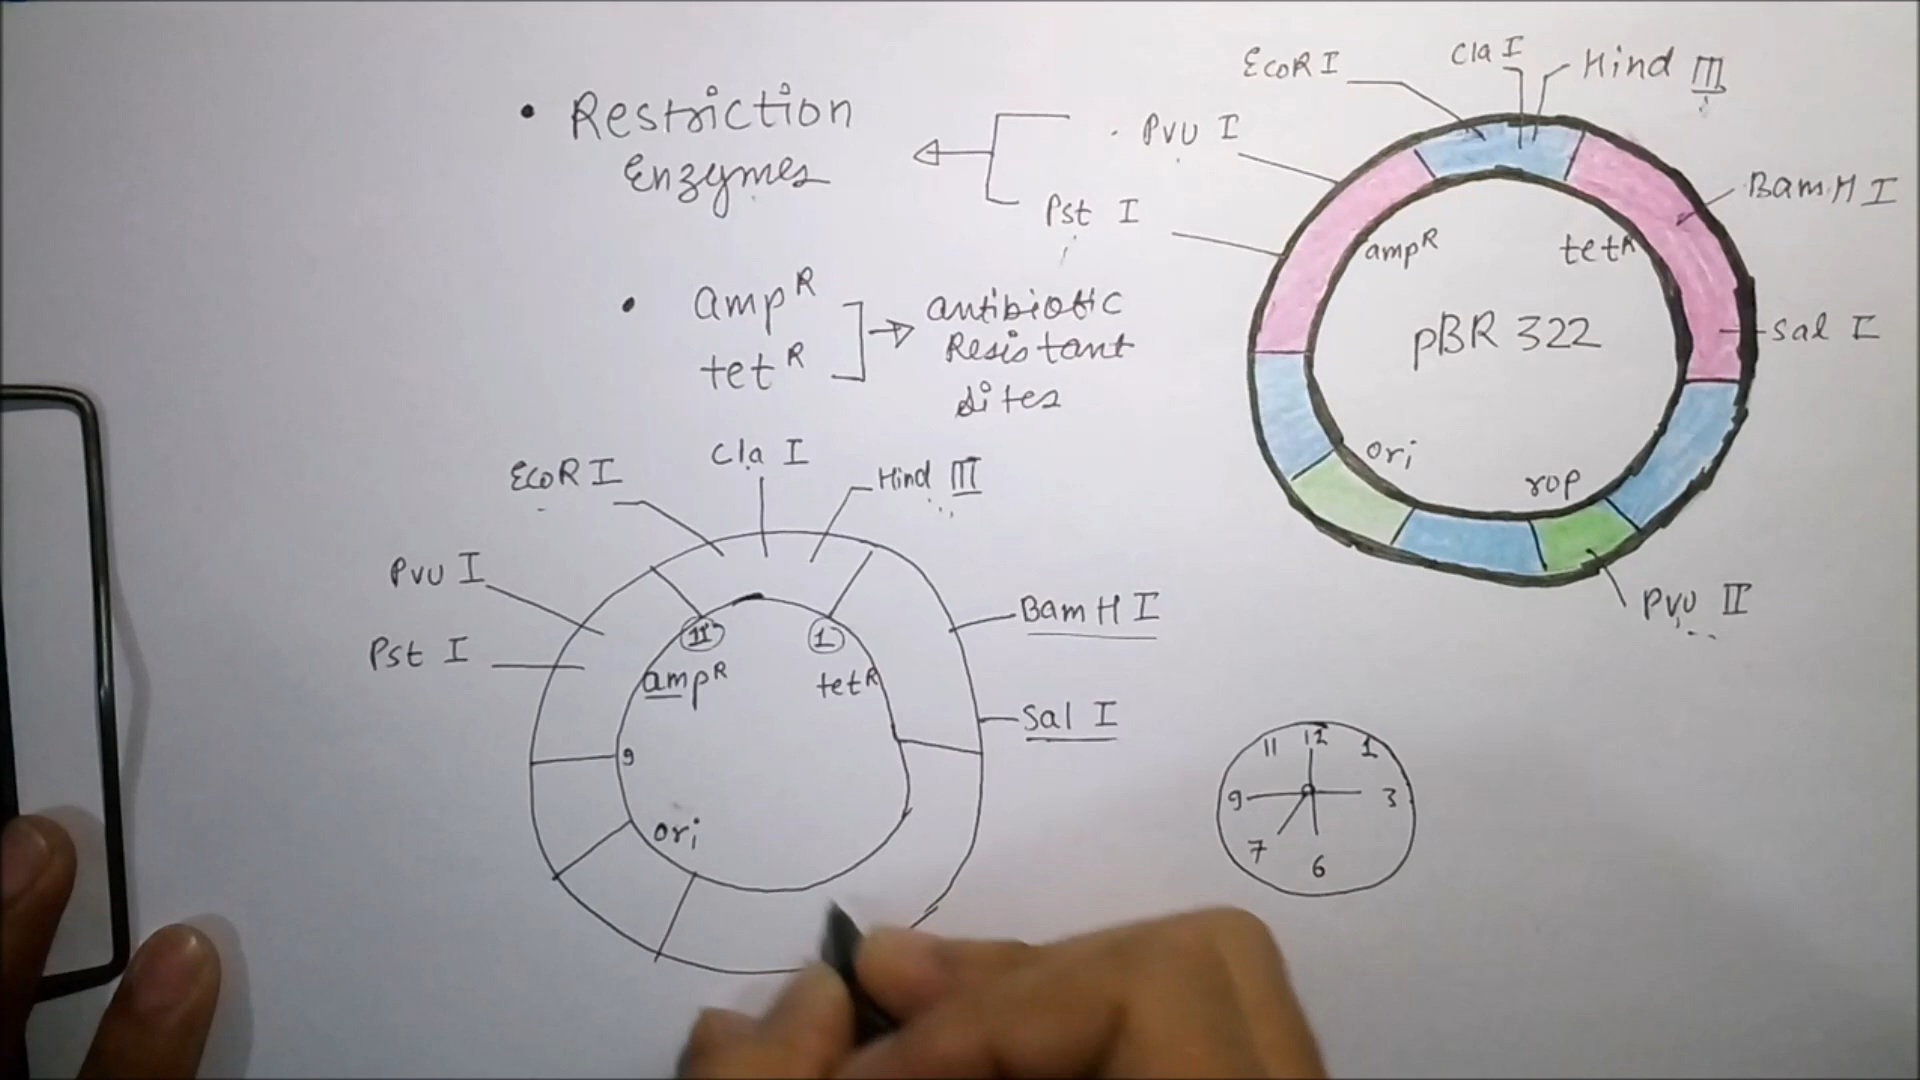 • Restriction
Enzymes
• ampᴿ
tetᴿ
antibiotic
Resistant
sites
EcoR I
Cla I
Hind III
Pvu I
Pst I
BamH I
Sal I
ampᴿ
tetᴿ
pBR 322
ori
rop
Pvu II
EcoR I
Cla I
Hind III
Pvu I
Pst I
BamH I
Sal I
11
1
ampᴿ
tetᴿ
9
ori
11 12 1
9 3
7 6